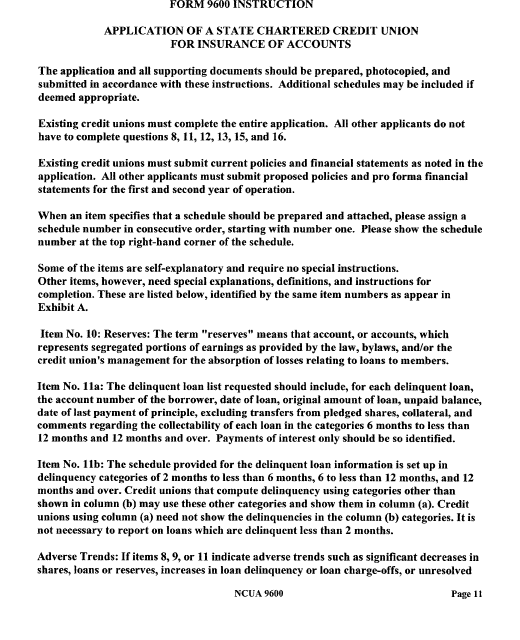 FORM 9600 INSTRUCTION
APPLICATION OF A STATE CHARTERED CREDIT UNION
FOR INSURANCE OF ACCOUNTS
The application and all supporting documents should be prepared, photocopied, and
submitted in accordance with these instructions. Additional schedules may be included if
deemed appropriate.
Existing credit unions must complete the entire application. All other applicants do not
have to complete questions 8, 11, 12, 13, 15, and 16.
Existing credit unions must submit current policies and financial statements as noted in the
application. All other applicants must submit proposed policies and pro forma financial
statements for the first and second year of operation.
When an item specifies that a schedule should be prepared and attached, please assign a
schedule number in consecutive order, starting with number one. Please show the schedule
number at the top right-hand corner of the schedule.
Some of the items are self-explanatory and require no special instructions.
Other items, however, need special explanations, definitions, and instructions for
completion. These are listed below, identified by the same item numbers as appear in
Exhibit A.
Item No. 10: Reserves: The term "reserves" means that account, or accounts, which
represents segregated portions of earnings as provided by the law, bylaws, and/or the
credit union's management for the absorption of losses relating to loans to members.
Item No. 11a: The delinquent loan list requested should include, for each delinquent loan,
the account number of the borrower, date of loan, original amount of loan, unpaid balance,
date of last payment of principle, excluding transfers from pledged shares, collateral, and
comments regarding the collectability of each loan in the categories 6 months to less than
12 months and 12 months and over. Payments of interest only should be so identified.
Item No. 11b: The schedule provided for the delinquent loan information is set up in
delinquency categories of 2 months to less than 6 months, 6 to less than 12 months, and 12
months and over. Credit unions that compute delinquency using categories other than
shown in column (b) may use these other categories and show them in column (a). Credit
unions using column (a) need not show the delinquencies in the column (b) categories. It is
not necessary to report on loans which are delinquent less than 2 months.
Adverse Trends: If items 8, 9, or 11 indicate adverse trends such as significant decreases in
shares, loans or reserves, increases in loan delinquency or loan charge-offs, or unresolved
NCUA 9600 Page 11